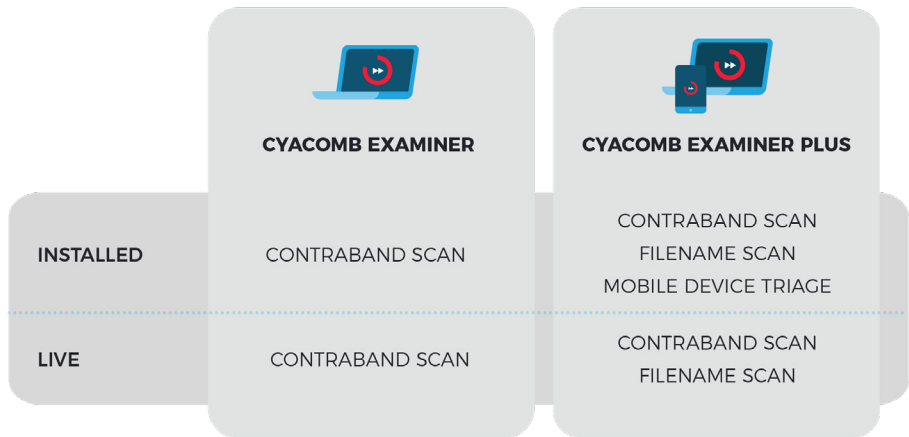 CYACOMB EXAMINER
CYACOMB EXAMINER PLUS
INSTALLED
CONTRABAND SCAN
CONTRABAND SCAN
FILENAME SCAN
MOBILE DEVICE TRIAGE
LIVE
CONTRABAND SCAN
CONTRABAND SCAN
FILENAME SCAN